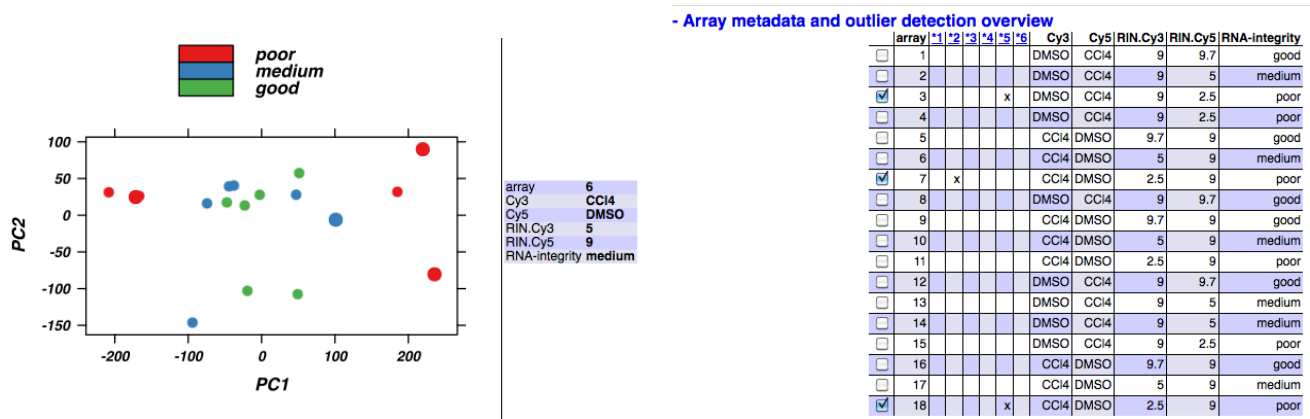 poor
medium
good
100
50
0
-50
-100
-150
PC2
-200 -100 0 100 200
PC1
array 6
Cy3 CCl4
Cy5 DMSO
RIN.Cy3 5
RIN.Cy5 9
RNA-integrity medium
- Array metadata and outlier detection overview
array *1 *2 *3 *4 *5 *6 Cy3 Cy5 RIN.Cy3 RIN.Cy5 RNA-integrity
1 DMSO CCl4 9 9.7 good
2 DMSO CCl4 9 5 medium
3 x DMSO CCl4 9 2.5 poor
4 DMSO CCl4 9 2.5 poor
5 CCl4 DMSO 9.7 9 good
6 CCl4 DMSO 5 9 medium
7 x CCl4 DMSO 2.5 9 poor
8 DMSO CCl4 9 9.7 good
9 CCl4 DMSO 9.7 9 good
10 CCl4 DMSO 5 9 medium
11 CCl4 DMSO 2.5 9 poor
12 DMSO CCl4 9 9.7 good
13 DMSO CCl4 9 5 medium
14 DMSO CCl4 9 5 medium
15 DMSO CCl4 9 2.5 poor
16 CCl4 DMSO 9.7 9 good
17 CCl4 DMSO 5 9 medium
18 x CCl4 DMSO 2.5 9 poor